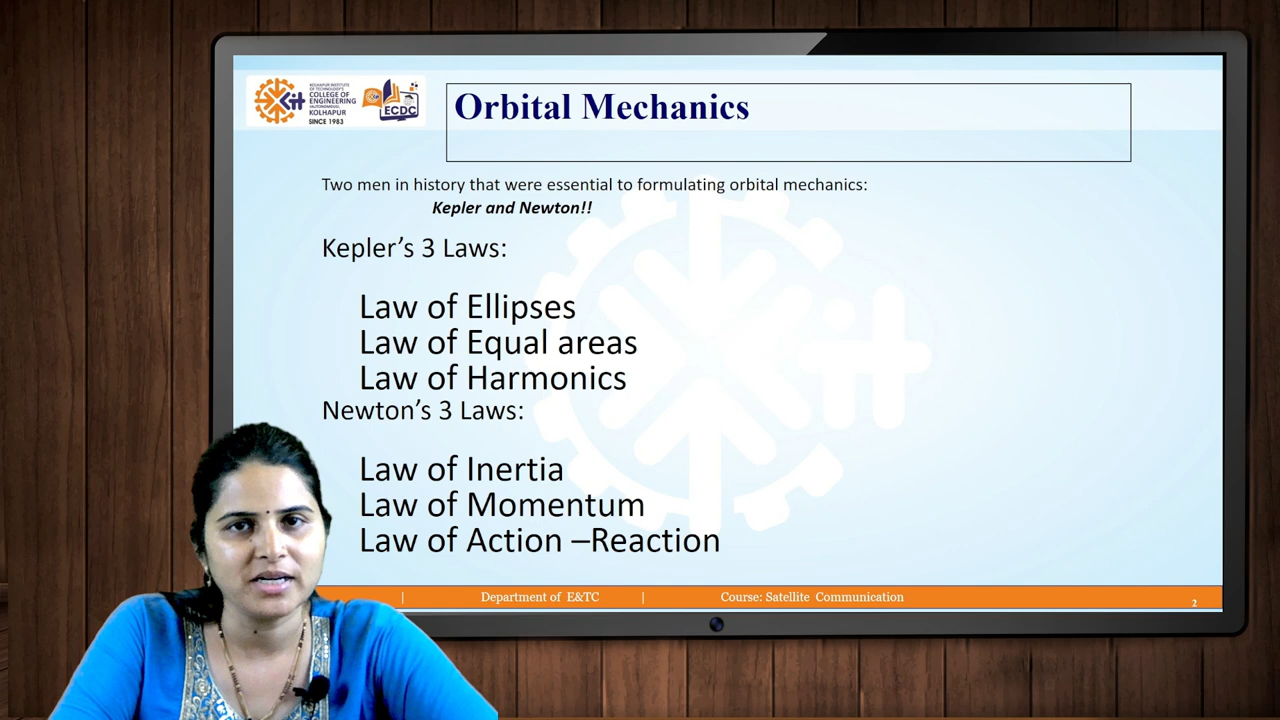 KOLHAPUR INSTITUTE
OF TECHNOLOGY'S
COLLEGE OF
ENGINEERING
(AUTONOMOUS),
KOLHAPUR
SINCE 1983
ECDC
Orbital Mechanics
Two men in history that were essential to formulating orbital mechanics:
Kepler and Newton!!
Kepler’s 3 Laws:
Law of Ellipses
Law of Equal areas
Law of Harmonics
Newton’s 3 Laws:
Law of Inertia
Law of Momentum
Law of Action –Reaction
| Department of E&TC | Course: Satellite Communication
2